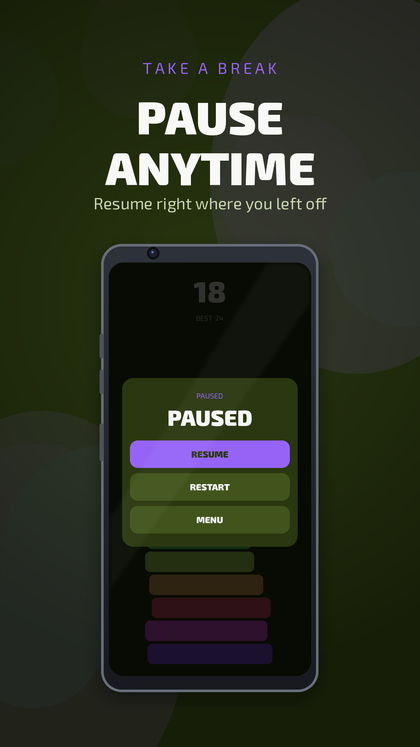 TAKE A BREAK
PAUSE
ANYTIME
Resume right where you left off
18
BEST 24
PAUSED
PAUSED
RESUME
RESTART
MENU